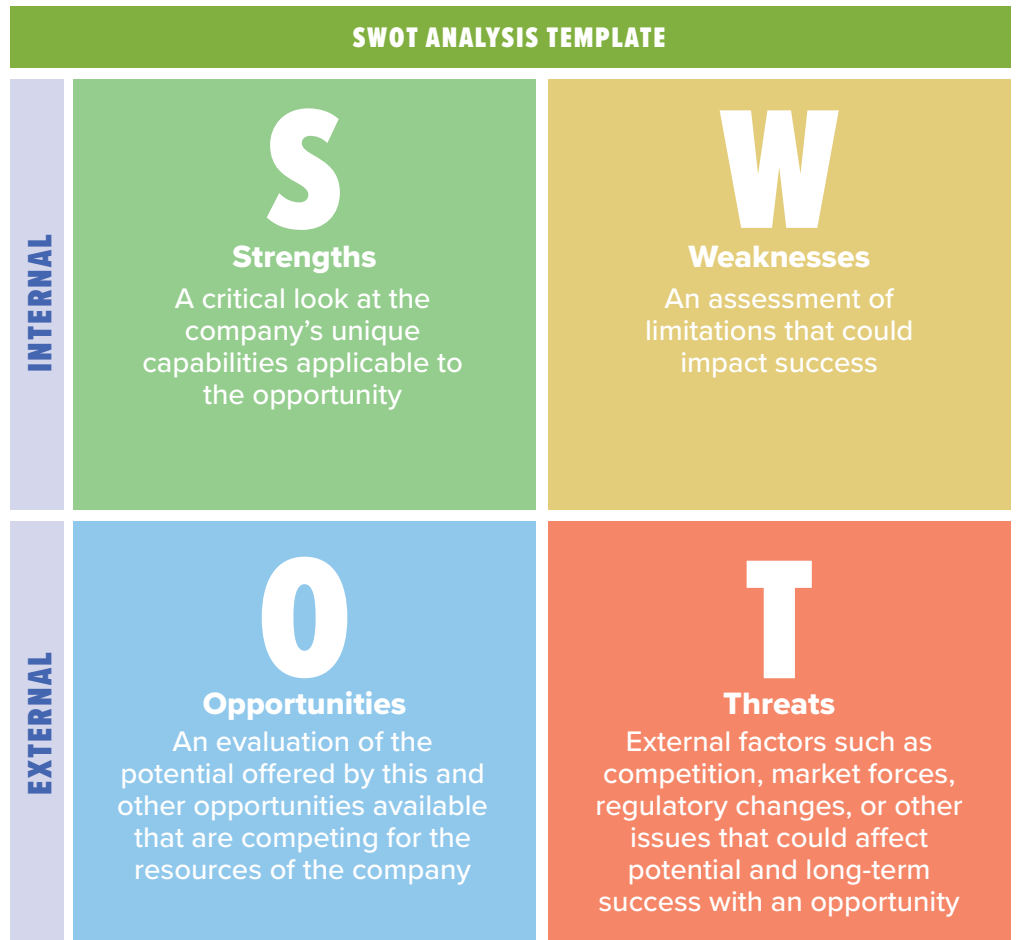 SWOT ANALYSIS TEMPLATE
INTERNAL
S
Strengths
A critical look at the
company’s unique
capabilities applicable to
the opportunity
W
Weaknesses
An assessment of
limitations that could
impact success
EXTERNAL
O
Opportunities
An evaluation of the
potential offered by this and
other opportunities available
that are competing for the
resources of the company
T
Threats
External factors such as
competition, market forces,
regulatory changes, or other
issues that could affect
potential and long-term
success with an opportunity